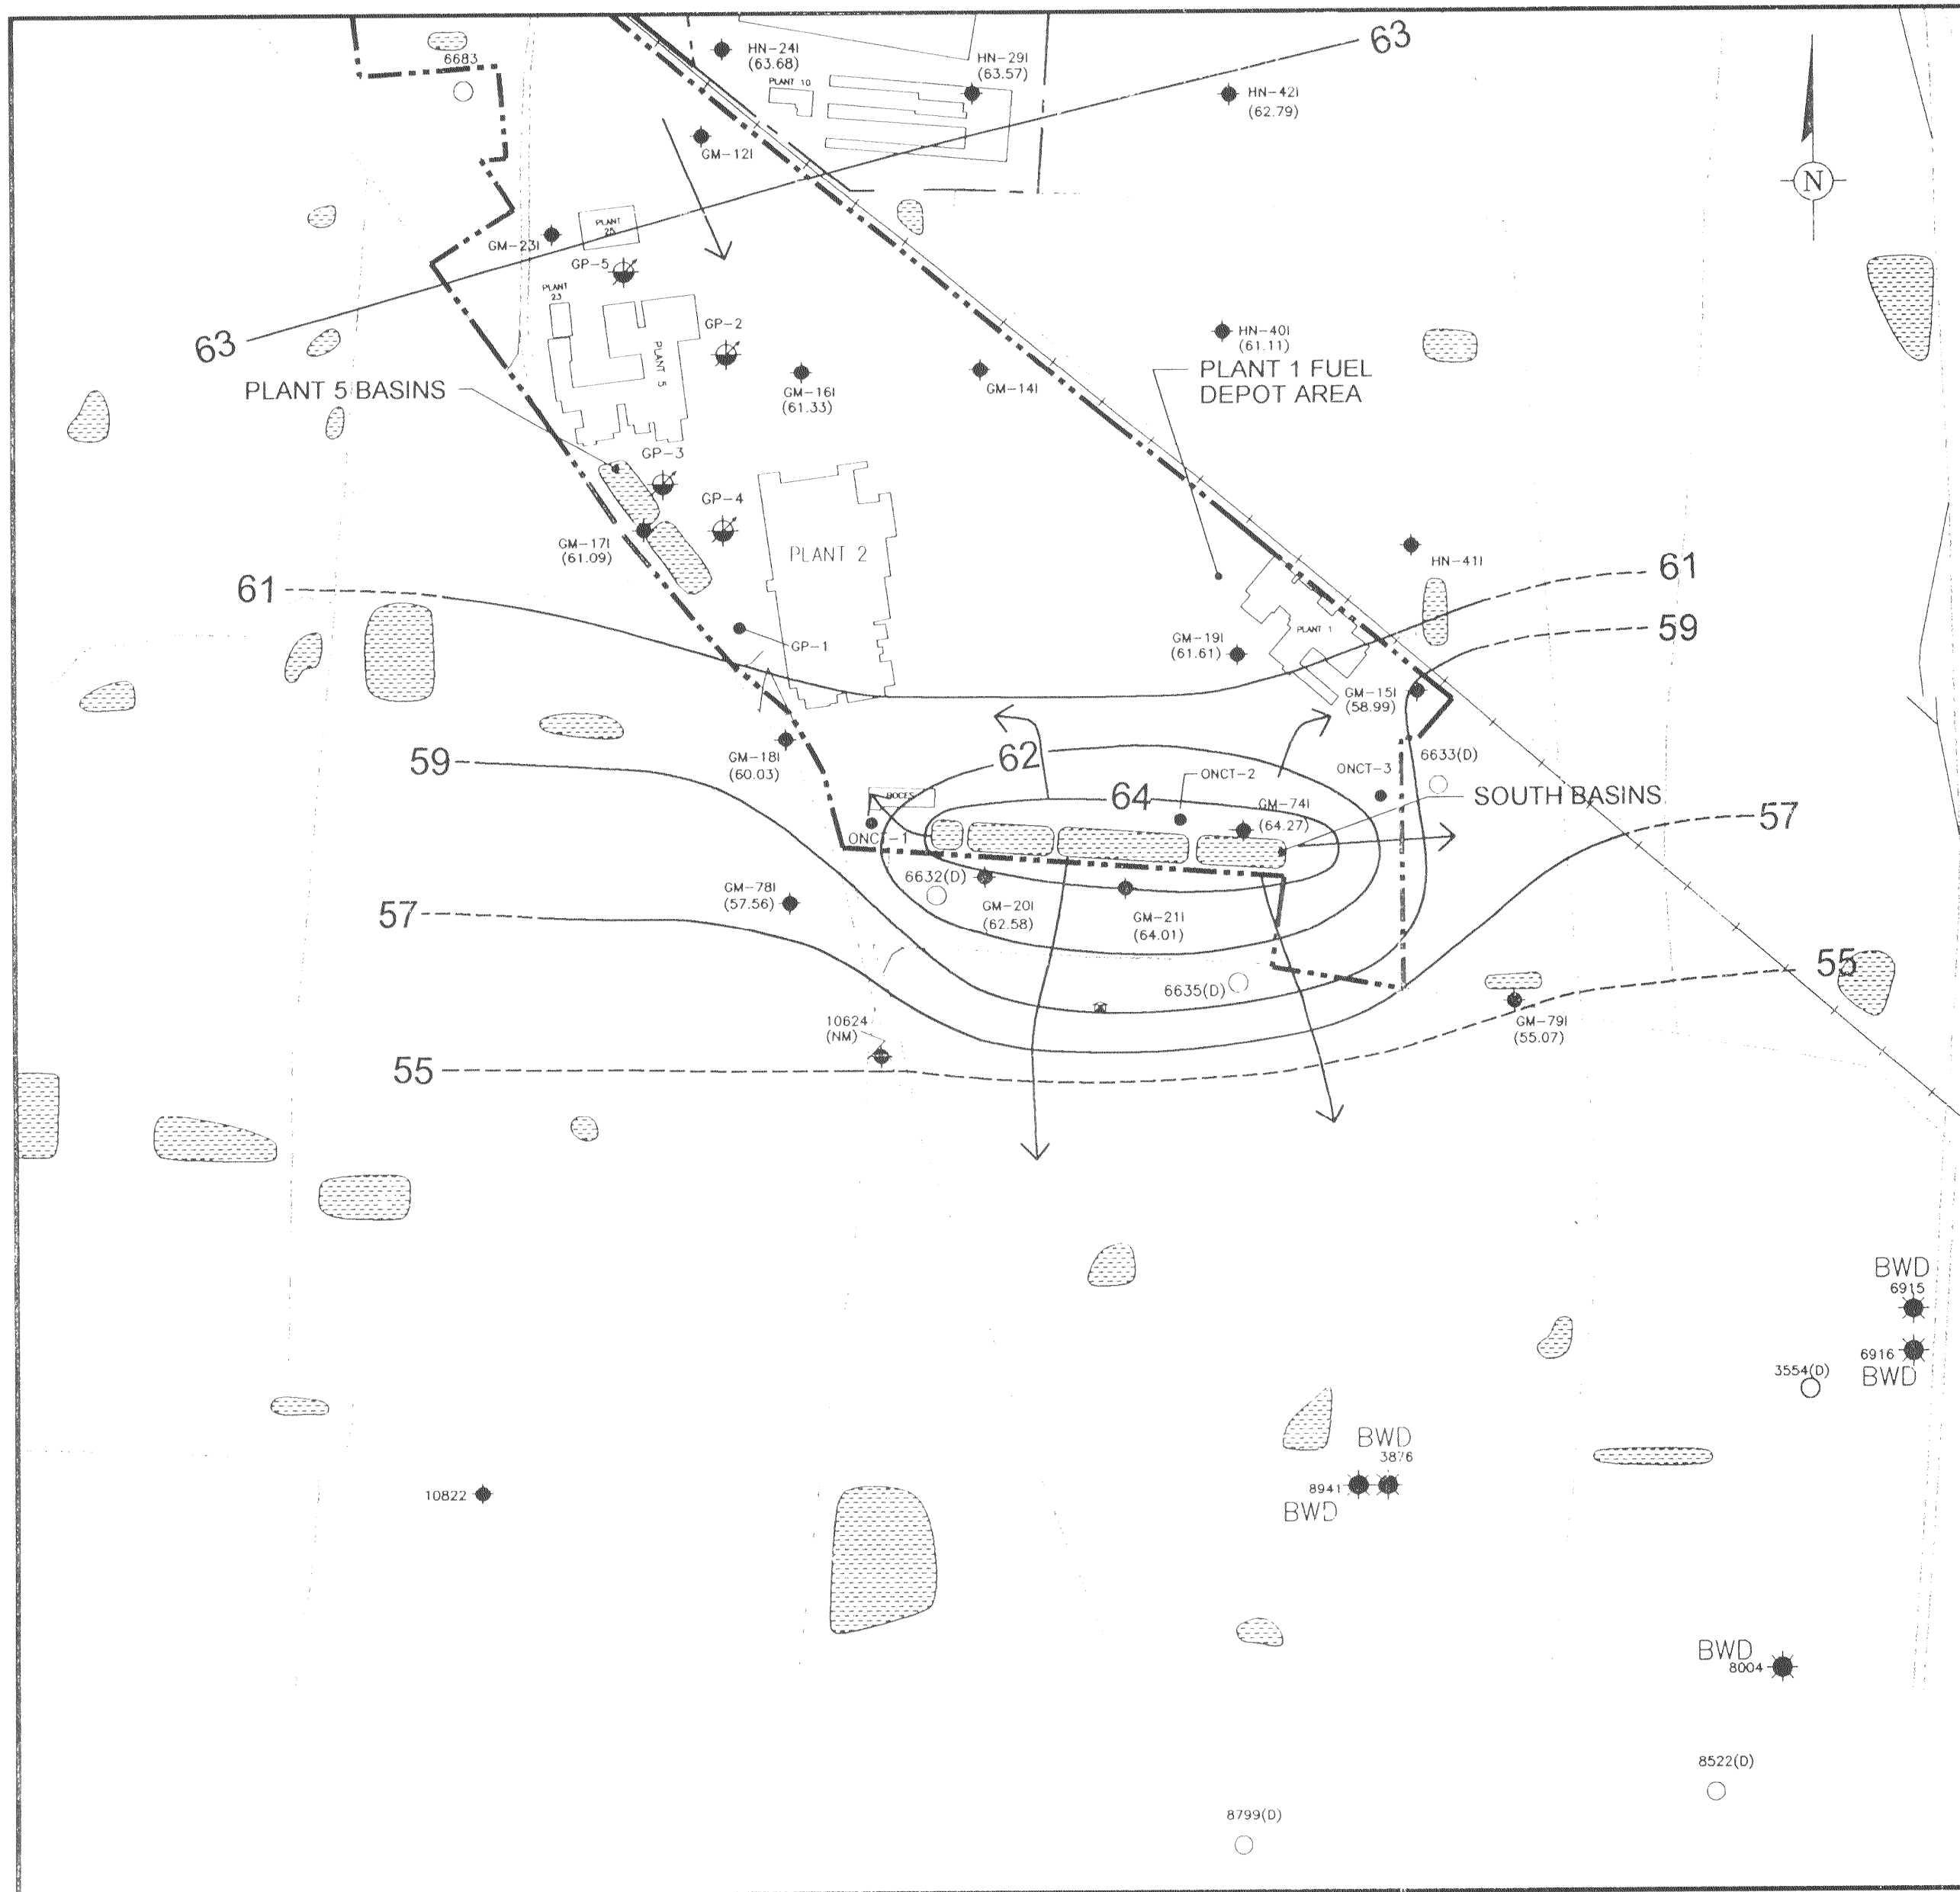 63
6683
HN-24I
(63.68)
HN-29I
(63.57)
PLANT 10
HN-42I
(62.79)
GM-12I
N
PLANT
25
GM-23I
GP-5
PLANT
23
GP-2
HN-40I
(61.11)
63
PLANT 5
PLANT 5 BASINS
GM-16I
(61.33)
GM-14I
PLANT 1 FUEL
DEPOT AREA
GP-3
GP-4
GM-17I
(61.09)
PLANT 2
HN-41I
61
61
GP-1
GM-19I
(61.61)
PLANT 1
59
GM-15I
(58.99)
59
GM-18I
(60.03)
62
6633(D)
ONCT-2
ONCT-3
BOCES
64
GM-74I
(64.27)
SOUTH BASINS
57
ONCT-1
6632(D)
GM-78I
(57.56)
57
GM-20I
(62.58)
GM-21I
(64.01)
55
6635(D)
10624
(NM)
GM-79I
(55.07)
55
BWD
6915
6916
BWD
3554(D)
BWD
3876
8941
BWD
10822
BWD
8004
8522(D)
8799(D)